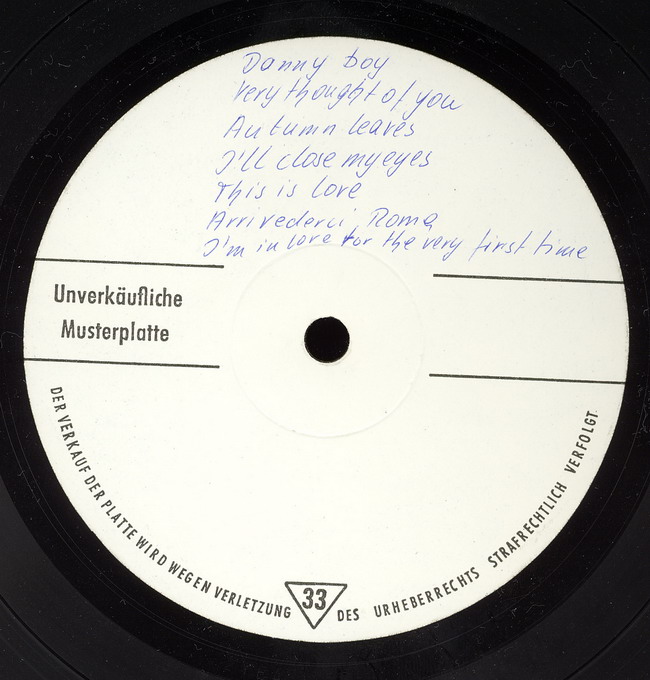 Danny boy
Very thought of you
Autumn leaves
I'll close my eyes
This is love
Arrivederci Roma
I'm in love for the very first time
Unverkäufliche
Musterplatte
DER VERKAUF DER PLATTE WIRD WEGEN VERLETZUNG DES URHEBERRECHTS STRAFRECHTLICH VERFOLGT
33